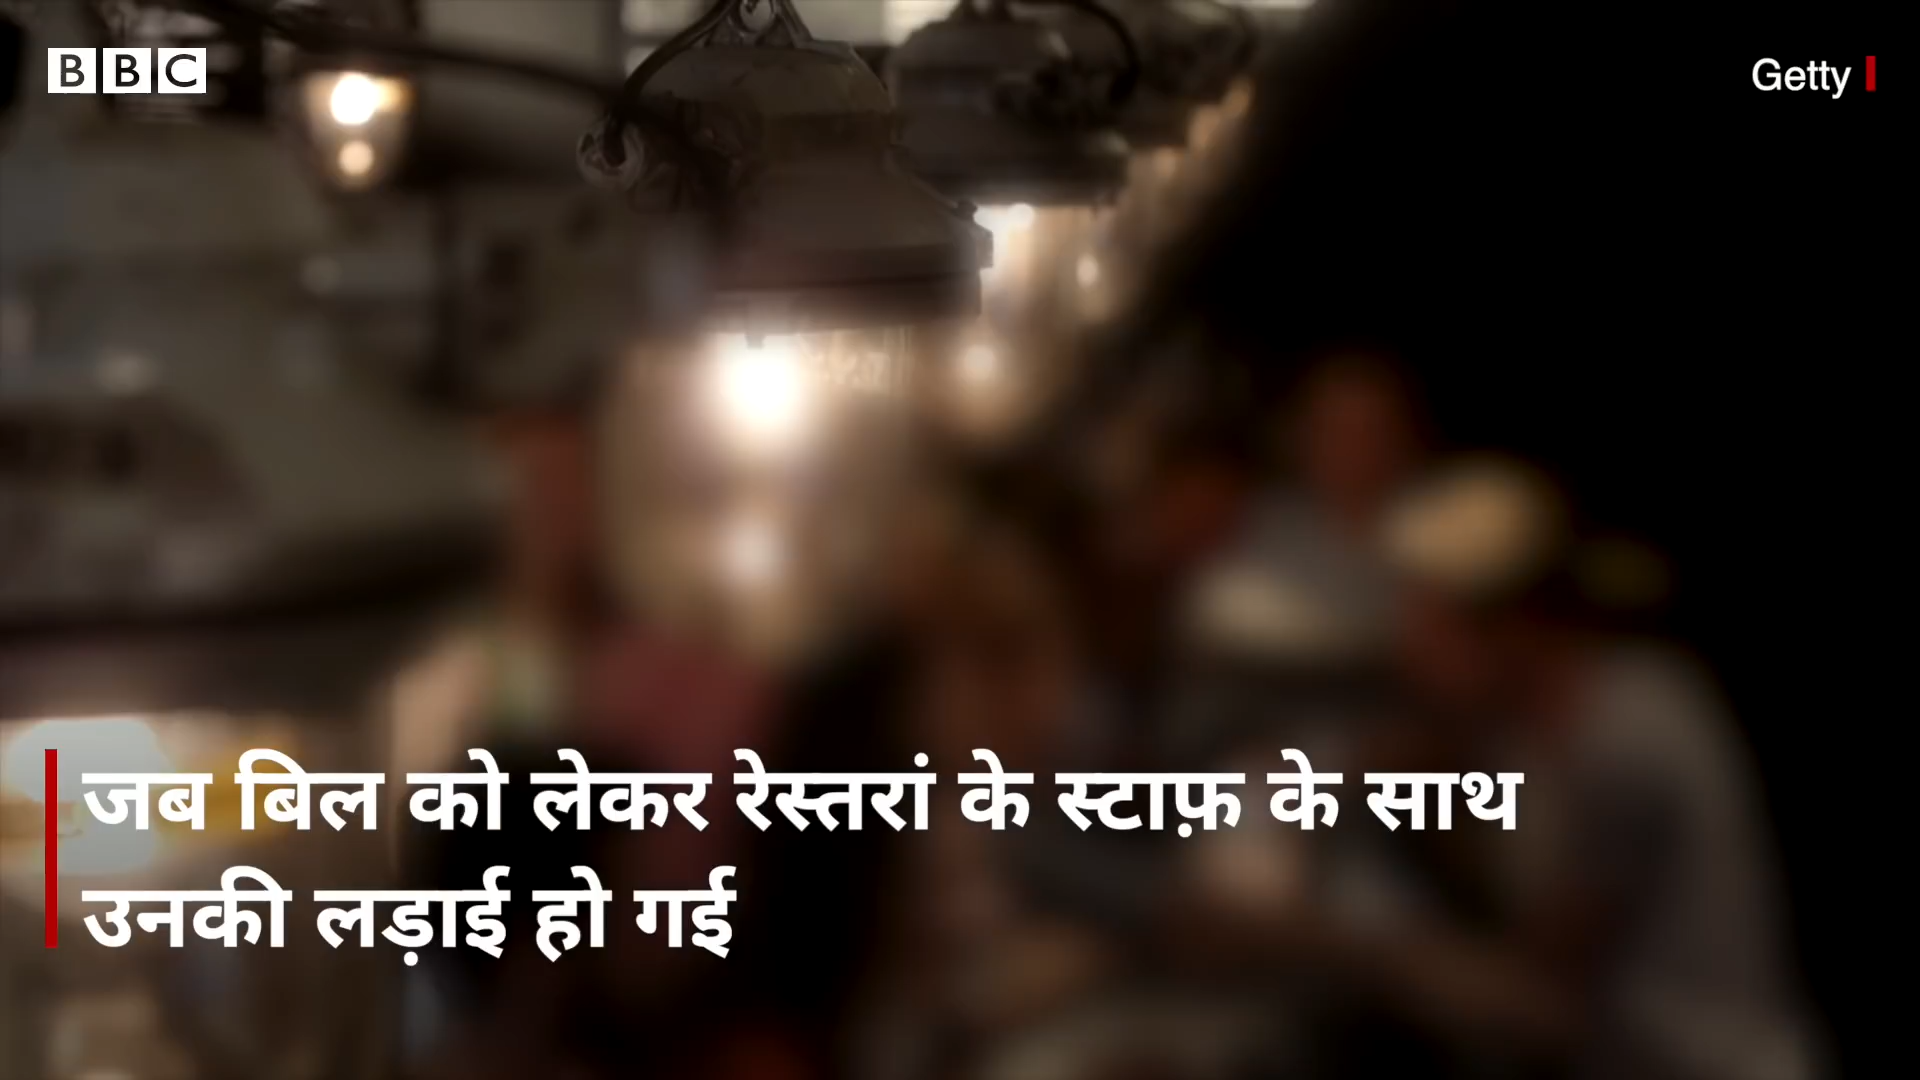 BBC
Getty
जब बिल को लेकर रेस्तरां के स्टाफ़ के साथ
उनकी लड़ाई हो गई